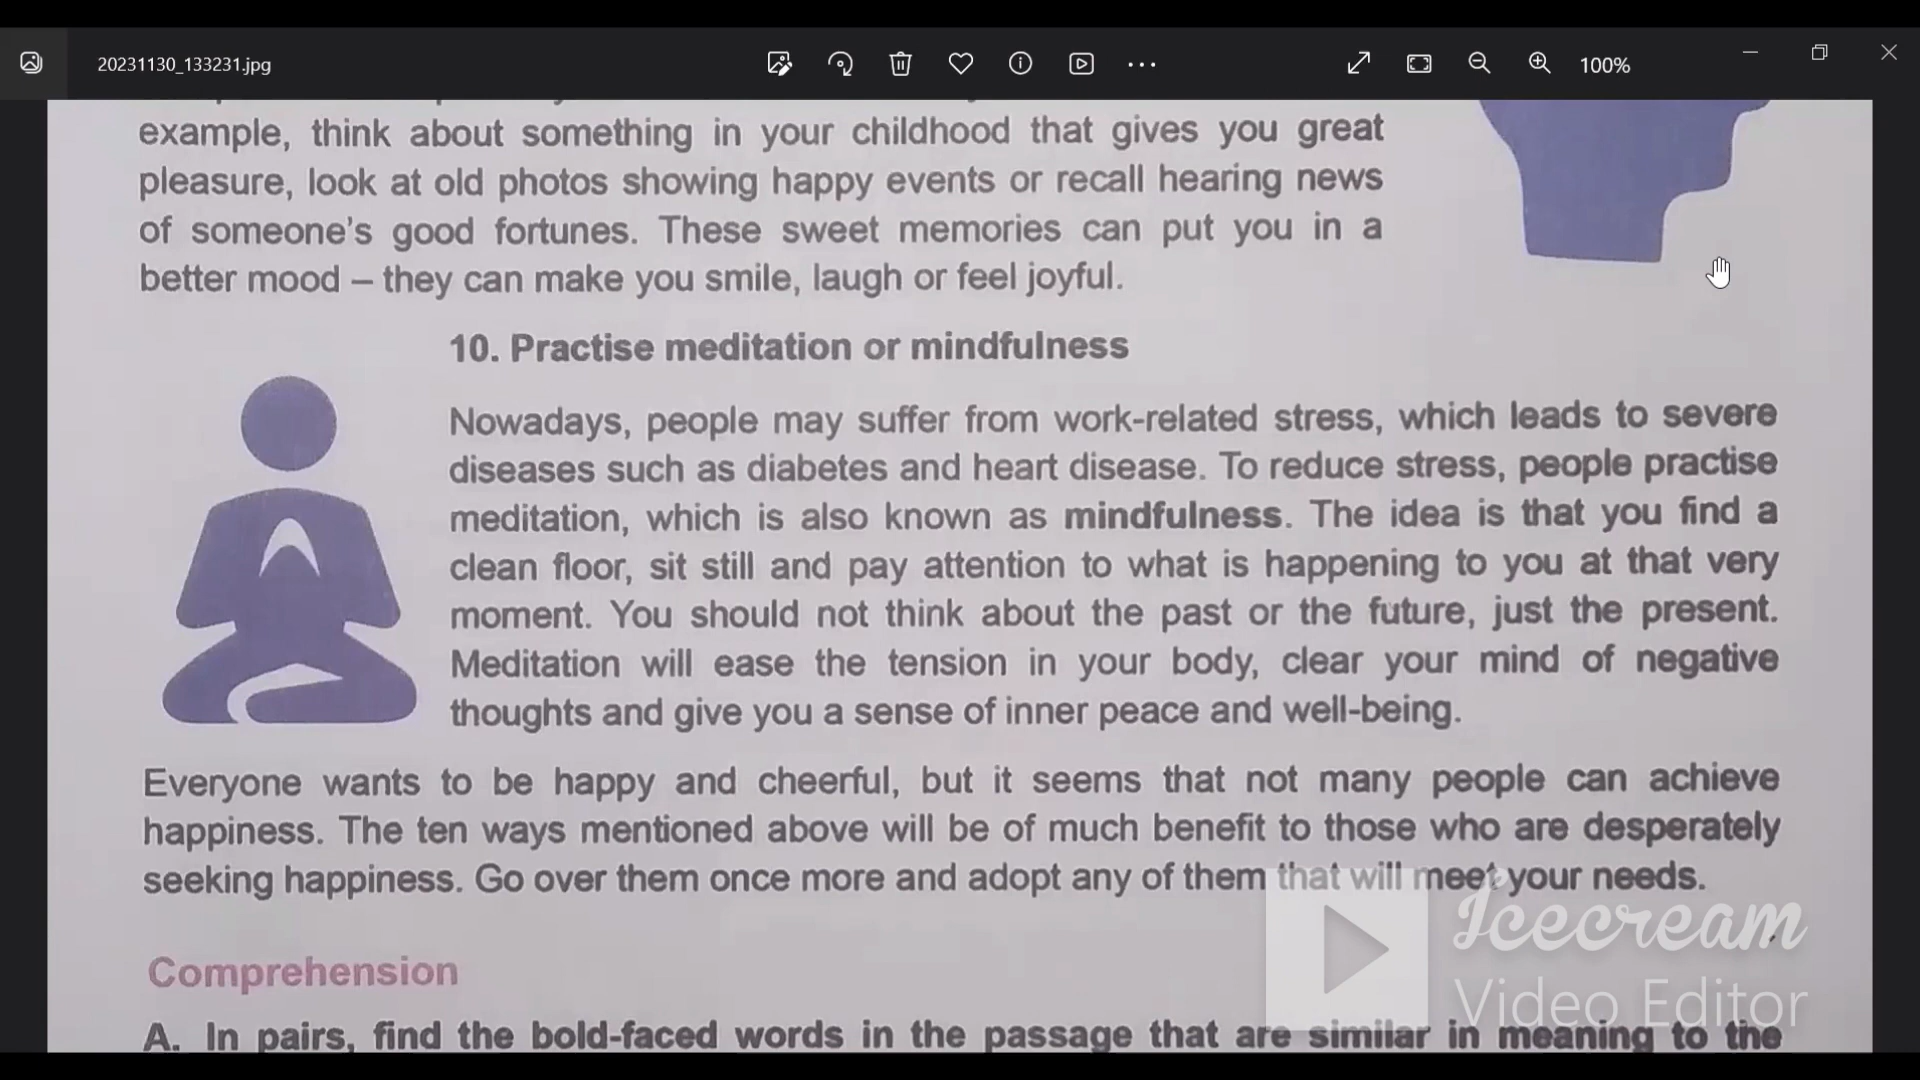 20231130_133231.jpg
100%
example, think about something in your childhood that gives you great
pleasure, look at old photos showing happy events or recall hearing news
of someone's good fortunes. These sweet memories can put you in a
better mood – they can make you smile, laugh or feel joyful.
10. Practise meditation or mindfulness
Nowadays, people may suffer from work-related stress, which leads to severe
diseases such as diabetes and heart disease. To reduce stress, people practise
meditation, which is also known as mindfulness. The idea is that you find a
clean floor, sit still and pay attention to what is happening to you at that very
moment. You should not think about the past or the future, just the present.
Meditation will ease the tension in your body, clear your mind of negative
thoughts and give you a sense of inner peace and well-being.
Everyone wants to be happy and cheerful, but it seems that not many people can achieve
happiness. The ten ways mentioned above will be of much benefit to those who are desperately
seeking happiness. Go over them once more and adopt any of them that will meet your needs.
Icecream
Video Editor
Comprehension
A. In pairs, find the bold-faced words in the passage that are similar in meaning to the